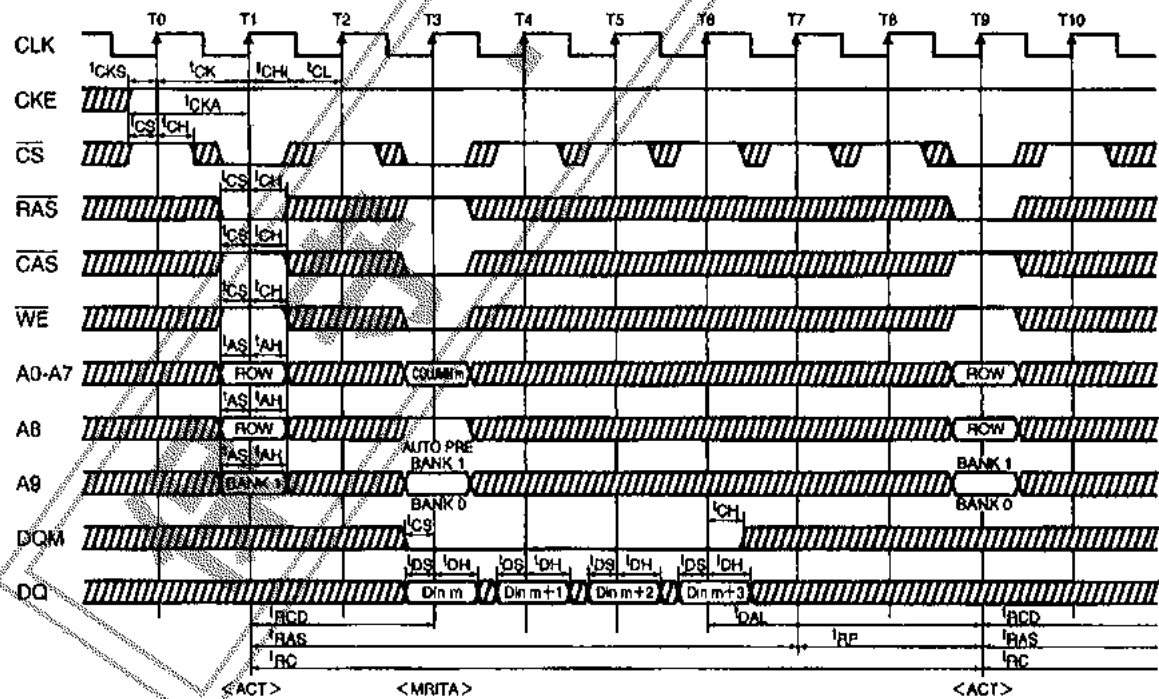 T0 T1 T2 T3 T4 T5 T6 T7 T8 T9 T10
CLK
tCKS tCK tCH tCL
CKE
tCKA
tCS tCH
CS
tCS tCH
RAS
tCS tCH
CAS
tCS tCH
WE
tAS tAH
A0-A7 ROW COLUMN m ROW
tAS tAH
A8 ROW ROW
tAS tAH AUTO PRE
BANK 1 BANK 1
A9 BANK 1
BANK 0 BANK 0
tCS tCH
DQM
tDS tDH tDS tDH tDS tDH tDS tDH
DQ Din m Din m+1 Din m+2 Din m+3
tRCD tDAL tRCD
tRAS tRP tRAS
tRC tRC
<ACT> <MRITA> <ACT>